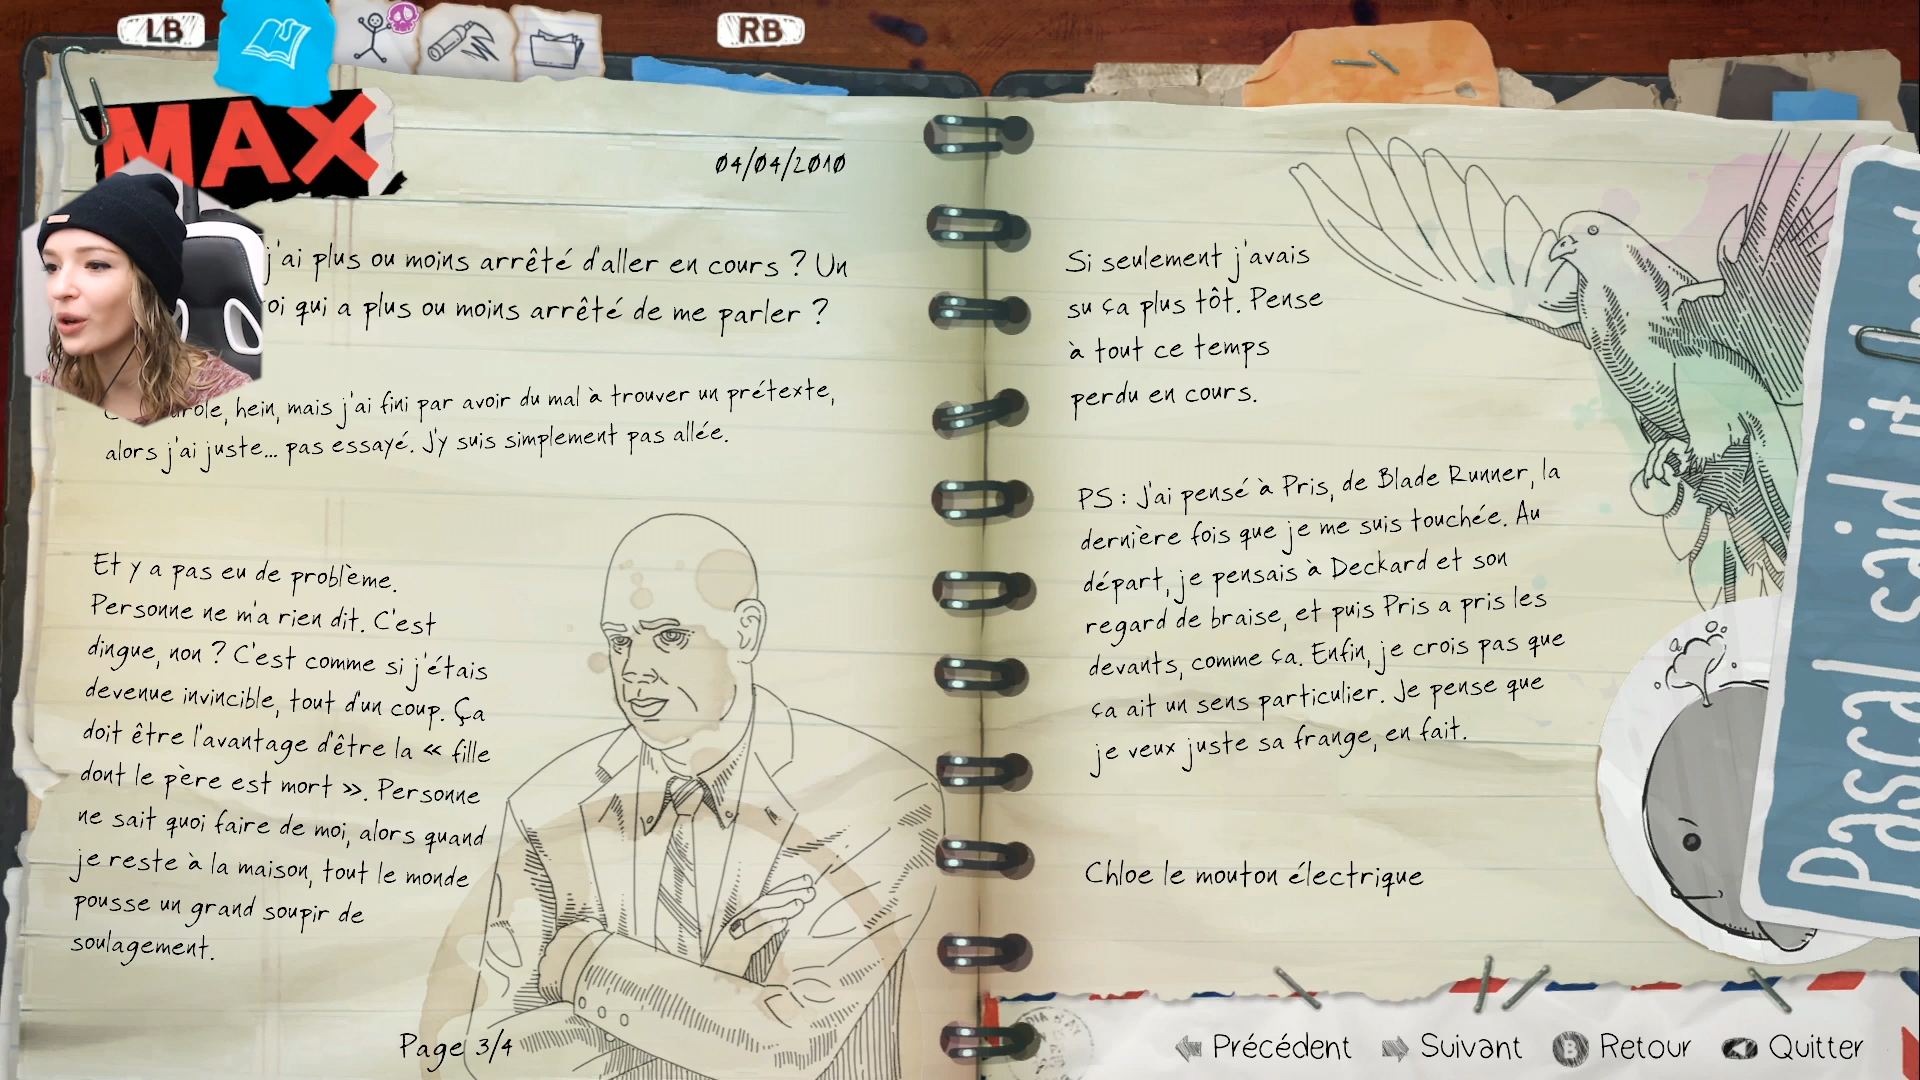 LB
RB
MAX
04/04/2010
j'ai plus ou moins arrêté d'aller en cours ? Un
qui a plus ou moins arrêté de me parler ?
hein, mais j'ai fini par avoir du mal à trouver un prétexte,
alors j'ai juste... pas essayé. J'y suis simplement pas allée.
Et y a pas eu de problème.
Personne ne m'a rien dit. C'est
dingue, non ? C'est comme si j'étais
devenue invincible, tout d'un coup. Ça
doit être l'avantage d'être la « fille
dont le père est mort ». Personne
ne sait quoi faire de moi, alors quand
je reste à la maison, tout le monde
pousse un grand soupir de
soulagement.
Page 3/4
Si seulement j'avais
su ça plus tôt. Pense
à tout ce temps
perdu en cours.
PS : J'ai pensé à Pris, de Blade Runner, la
dernière fois que je me suis touchée. Au
départ, je pensais à Deckard et son
regard de braise, et puis Pris a pris les
devants, comme ça. Enfin, je crois pas que
ça ait un sens particulier. Je pense que
je veux juste sa frange, en fait.
Chloe le mouton électrique
Pascal said it
Précédent
Suivant
B Retour
Quitter